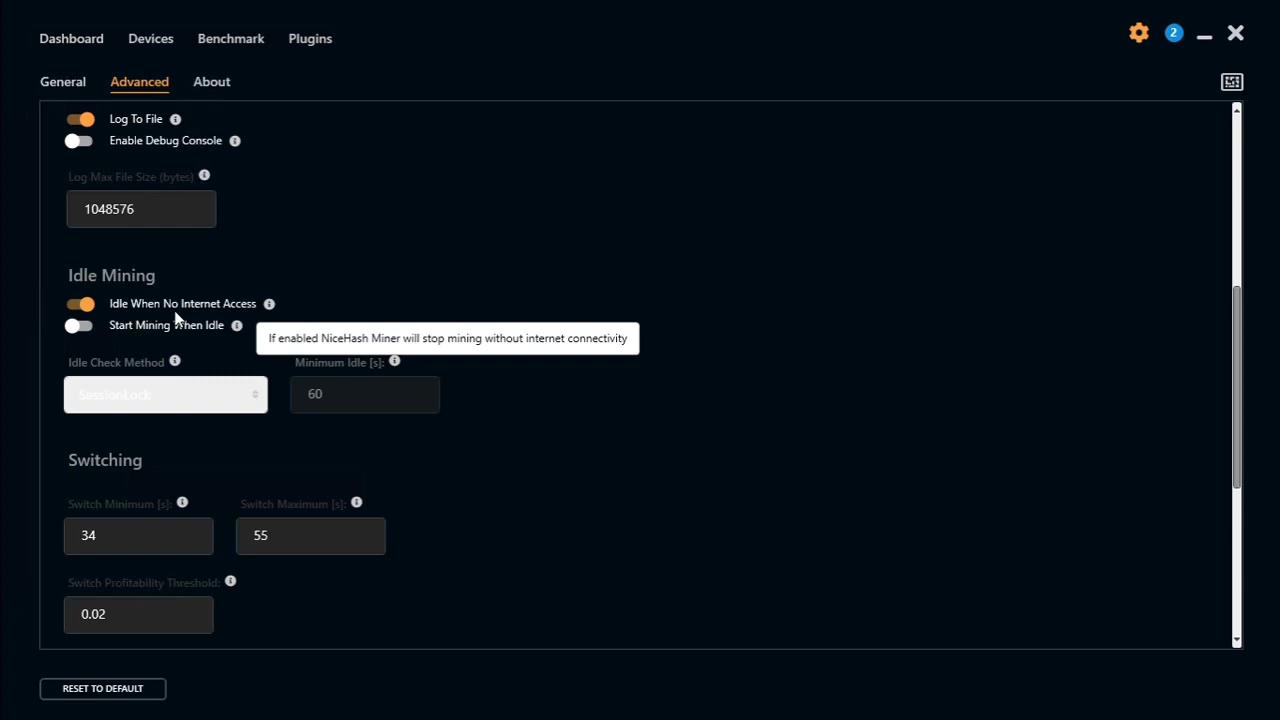 Dashboard Devices Benchmark Plugins
2
General Advanced About
Log To File
Enable Debug Console
Log Max File Size (bytes)
1048576
Idle Mining
Idle When No Internet Access
Start Mining When Idle
If enabled NiceHash Miner will stop mining without internet connectivity
Idle Check Method Minimum Idle [s]:
SessionLock 60
Switching
Switch Minimum [s]: Switch Maximum [s]:
34 55
Switch Profitability Threshold:
0.02
RESET TO DEFAULT